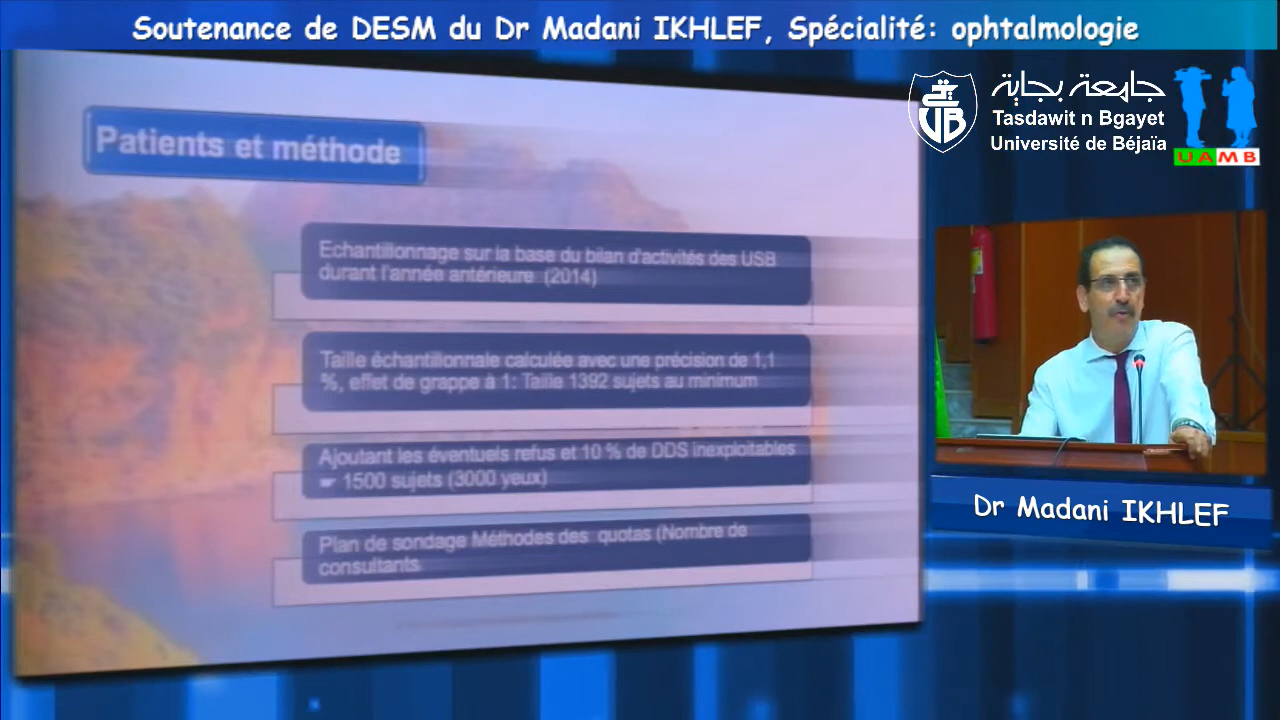 Soutenance de DESM du Dr Madani IKHLEF, Spécialité: ophtalmologie
جامعة بجاية
Tasdawit n Bgayet
Université de Béjaïa
UAMB
Patients et méthode
Echantillonnage sur la base du bilan d'activités des USB
durant l'année antérieure (2014)
Taille échantillonnale calculée avec une précision de 1,1
%, effet de grappe à 1: Taille 1392 sujets au minimum
Ajoutant les éventuels refus et 10 % de DDS inexploitables
☛ 1500 sujets (3000 yeux)
Plan de sondage Méthodes des quotas (Nombre de
consultants
Dr Madani IKHLEF